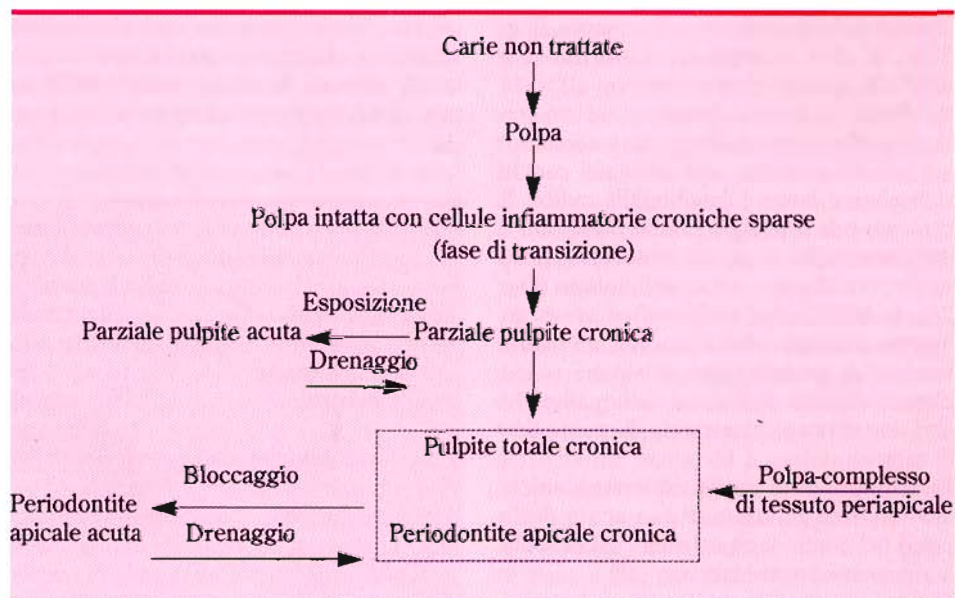 Carie non trattate
Polpa
Polpa intatta con cellule infiammatorie croniche sparse
(fase di transizione)
Esposizione
Parziale pulpite acuta
Parziale pulpite cronica
Drenaggio
Pulpite totale cronica
Bloccaggio
Periodontite
apicale acuta
Drenaggio
Periodontite apicale cronica
Polpa-complesso
di tessuto periapicale